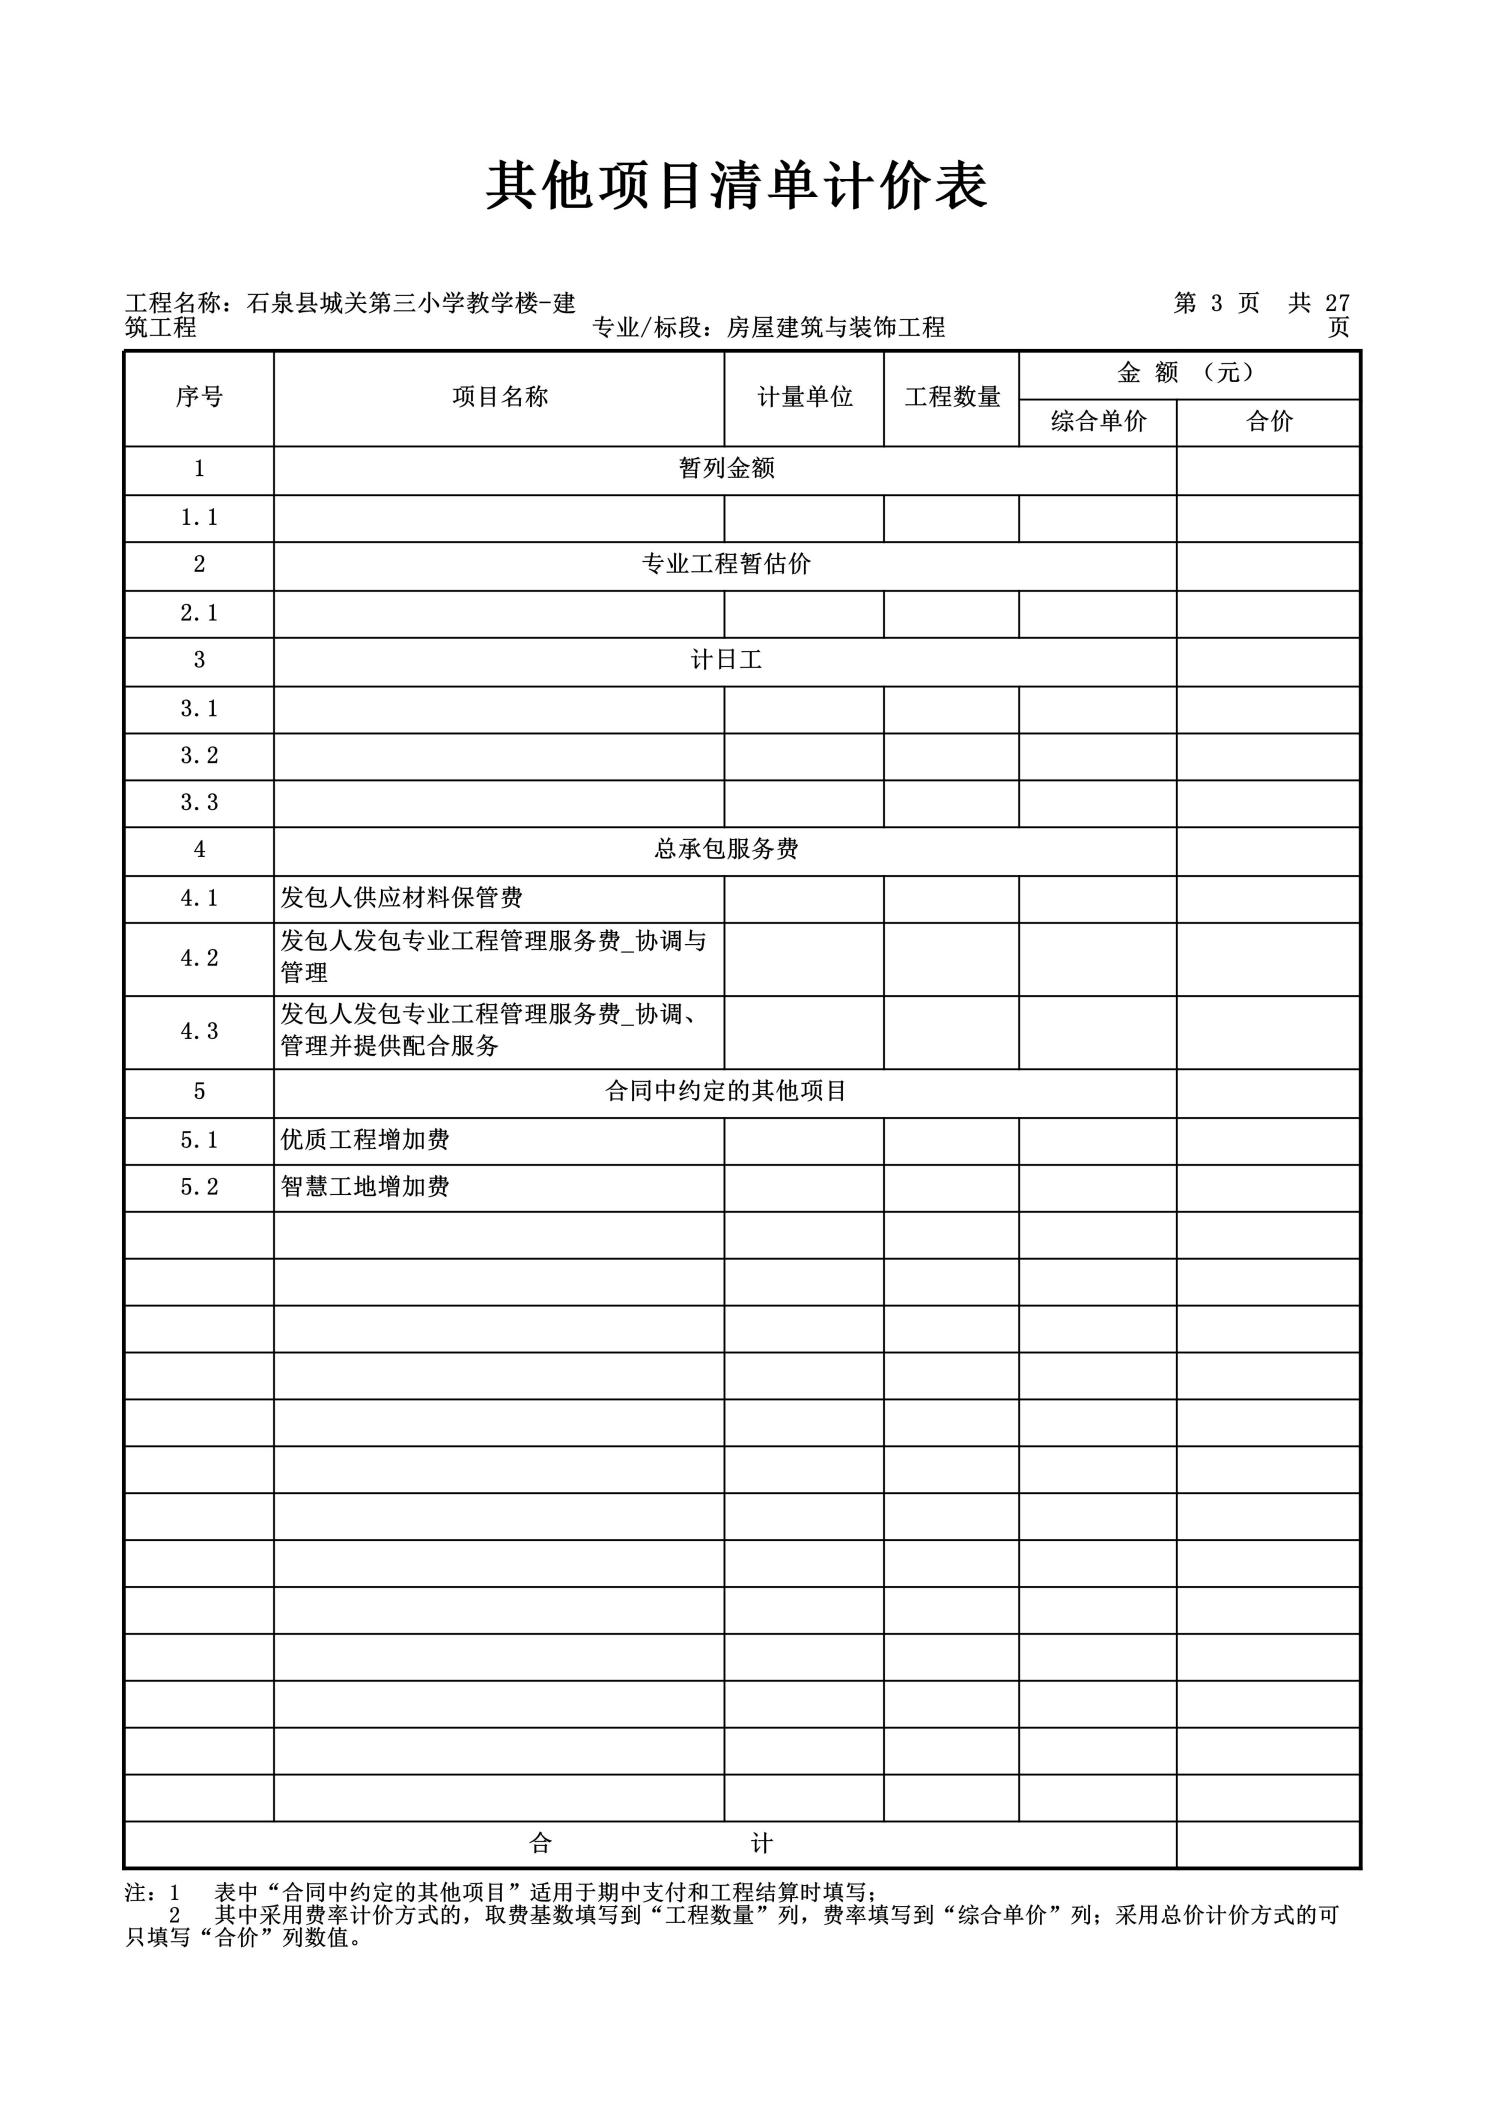 其他项目清单计价表
工程名称：石泉县城关第三小学教学楼-建
筑工程
专业/标段：房屋建筑与装饰工程
第 3 页 共 27
页
序号 项目名称 计量单位 工程数量 金 额 （元）
综合单价 合价
1 暂列金额
1.1
2 专业工程暂估价
2.1
3 计日工
3.1
3.2
3.3
4 总承包服务费
4.1 发包人供应材料保管费
4.2 发包人发包专业工程管理服务费_协调与
管理
4.3 发包人发包专业工程管理服务费_协调、
管理并提供配合服务
5 合同中约定的其他项目
5.1 优质工程增加费
5.2 智慧工地增加费
合 计
注：1 表中“合同中约定的其他项目”适用于期中支付和工程结算时填写；
2 其中采用费率计价方式的，取费基数填写到“工程数量”列，费率填写到“综合单价”列；采用总价计价方式的可
只填写“合价”列数值。